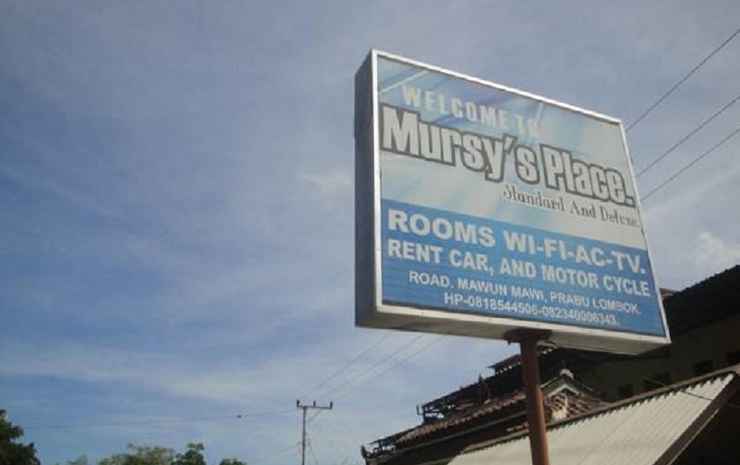 WELCOME TO
Mursy's Place.
Standard And Deluxe
ROOMS WI-FI-AC-TV.
RENT CAR, AND MOTOR CYCLE
ROAD. MAWUN MAWI, PRABU LOMBOK.
HP-0818544506-082340006343.